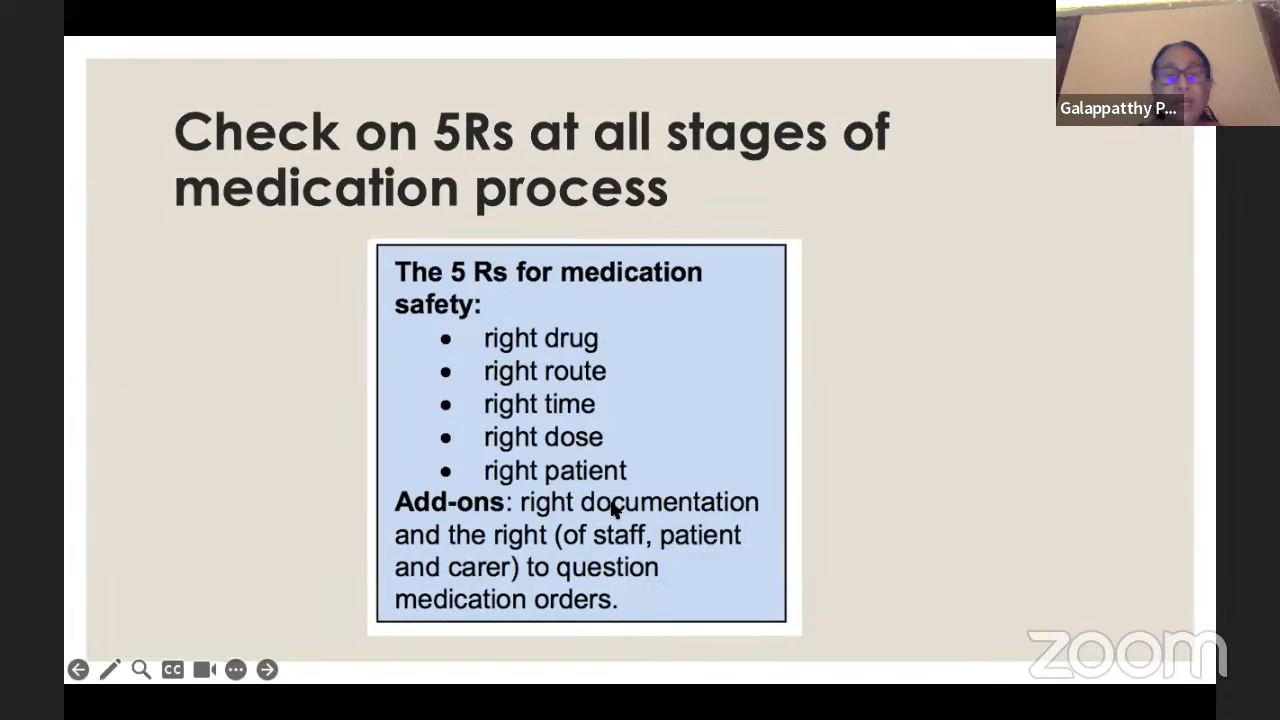 Galappatthy P...
Check on 5Rs at all stages of
medication process
The 5 Rs for medication
safety:
• right drug
• right route
• right time
• right dose
• right patient
Add-ons: right documentation
and the right (of staff, patient
and carer) to question
medication orders.
CC
zoom